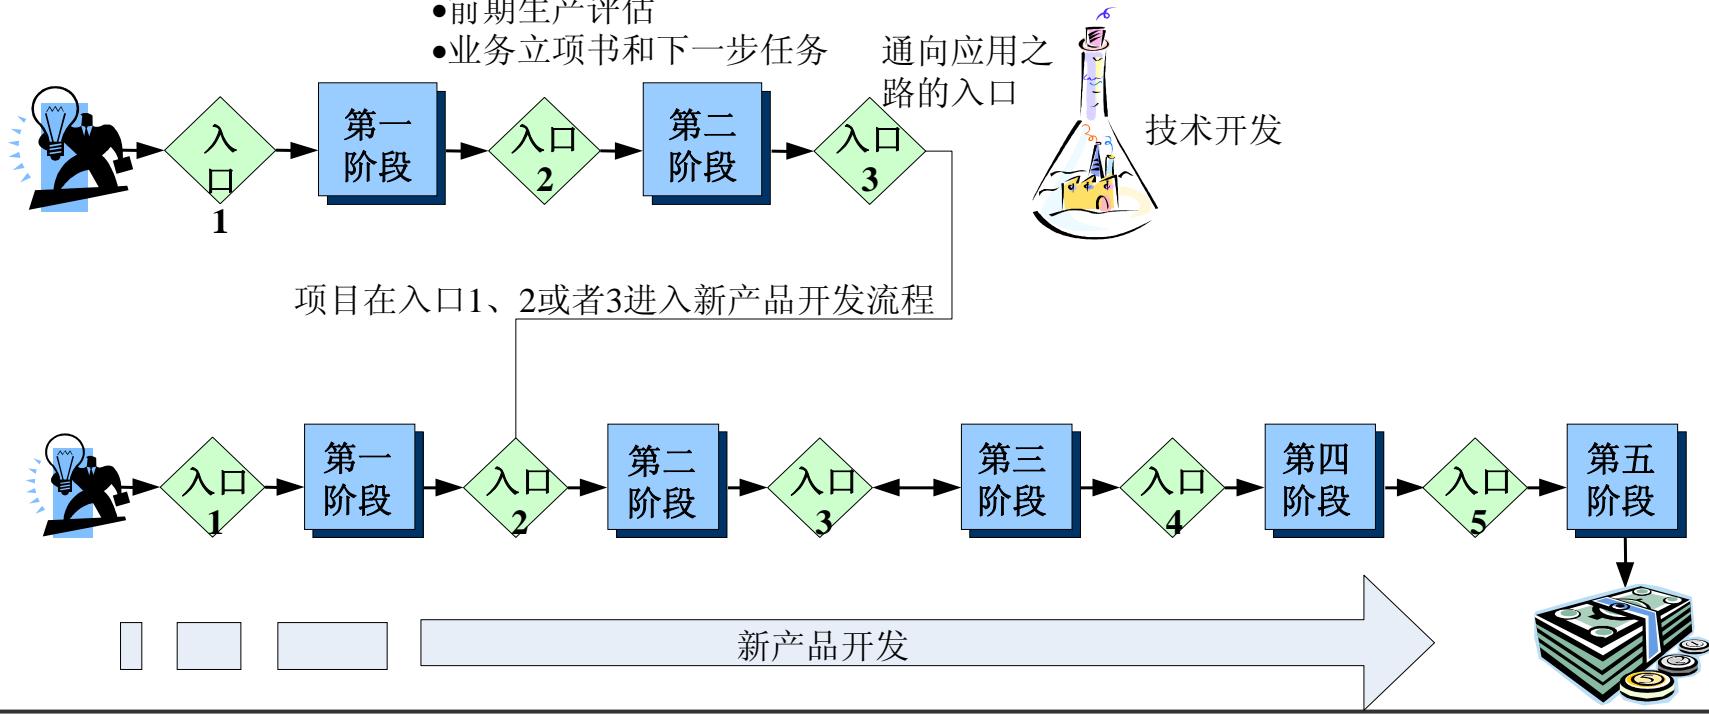 •前期生产评估
•业务立项书和下一步任务
通向应用之
路的入口
技术开发
入
口
1
第一
阶段
入口
2
第二
阶段
入口
3
项目在入口1、2或者3进入新产品开发流程
入口
1
第一
阶段
入口
2
第二
阶段
入口
3
第三
阶段
入口
4
第四
阶段
入口
5
第五
阶段
新产品开发